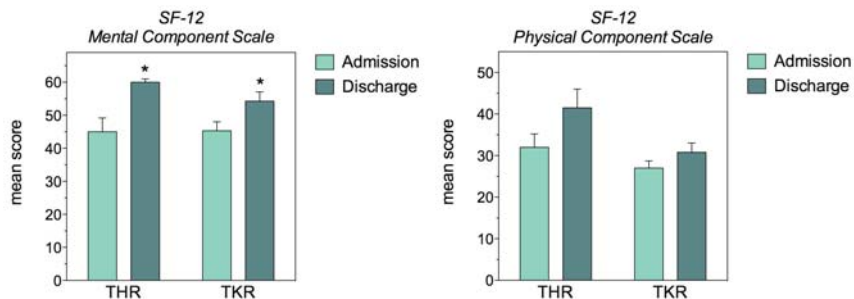 SF-12
Mental Component Scale
Admission
Discharge
mean score
60
50
40
30
20
10
0
*
*
THR
TKR
SF-12
Physical Component Scale
Admission
Discharge
mean score
50
40
30
20
10
0
THR
TKR